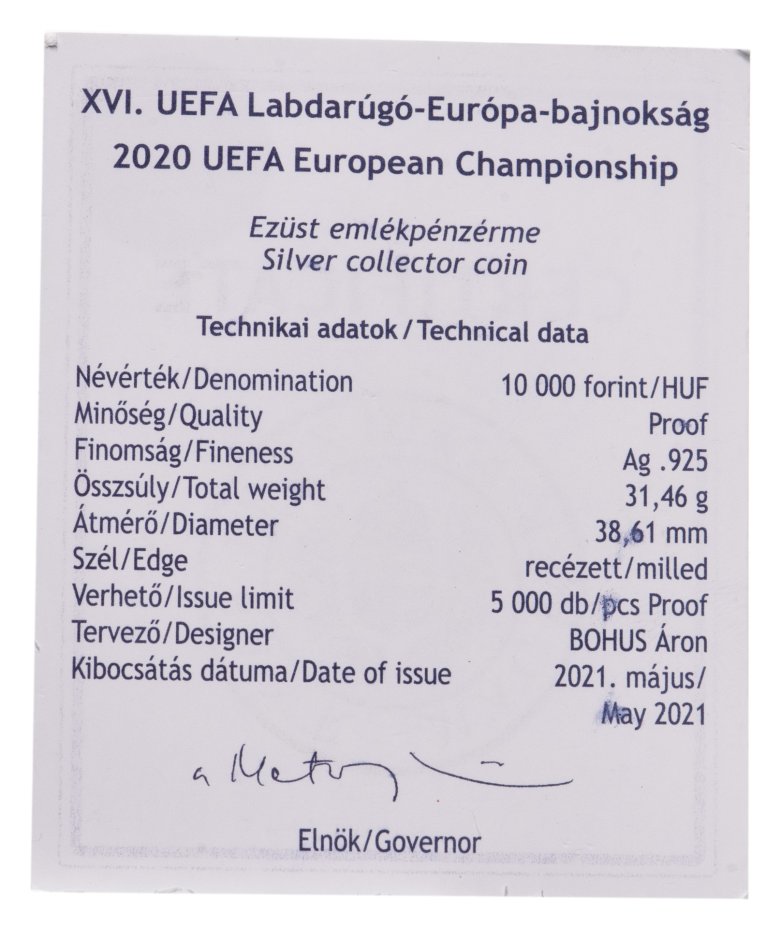 XVI. UEFA Labdarúgó-Európa-bajnokság
2020 UEFA European Championship
Ezüst emlékpénzérme
Silver collector coin
Technikai adatok/Technical data
Névérték/Denomination 10 000 forint/HUF
Minőség/Quality Proof
Finomság/Fineness Ag .925
Összsúly/Total weight 31,46 g
Átmérő/Diameter 38,61 mm
Szél/Edge recézett/milled
Verhető/Issue limit 5 000 db/pcs Proof
Tervező/Designer BOHUS Áron
Kibocsátás dátuma/Date of issue 2021. május/
May 2021
Elnök/Governor